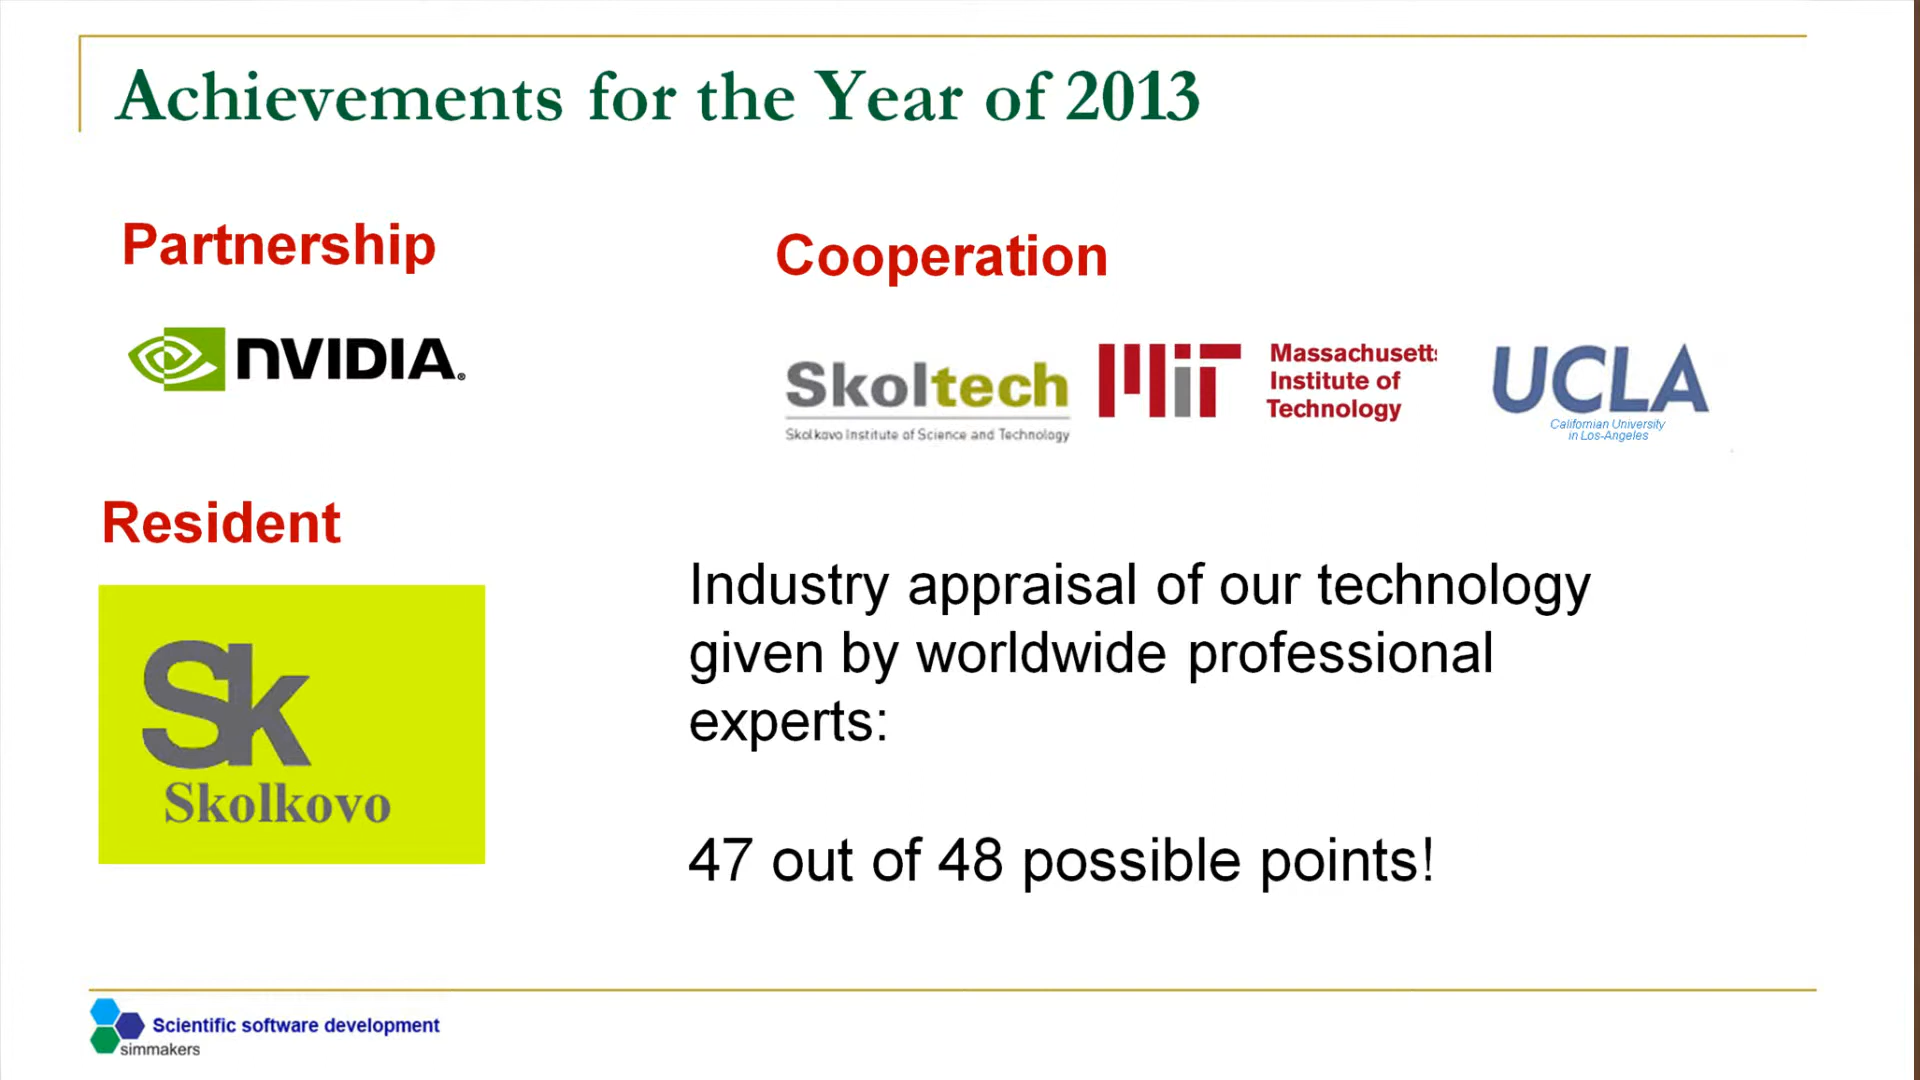 Achievements for the Year of 2013
Partnership
NVIDIA®
Cooperation
Skoltech
Skolkovo Institute of Science and Technology
MIT
Massachusetts
Institute of
Technology
UCLA
Californian University
in Los-Angeles
Resident
Sk
Skolkovo
Industry appraisal of our technology
given by worldwide professional
experts:
47 out of 48 possible points!
Scientific software development
simmakers